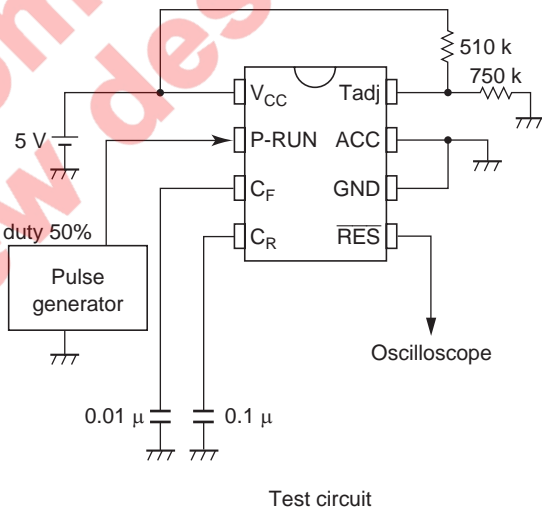 510 k
750 k
VCC Tadj
5 V
P-RUN ACC
CF GND
duty 50%
CR RES
Pulse
generator
Oscilloscope
0.01 μ 0.1 μ
Test circuit